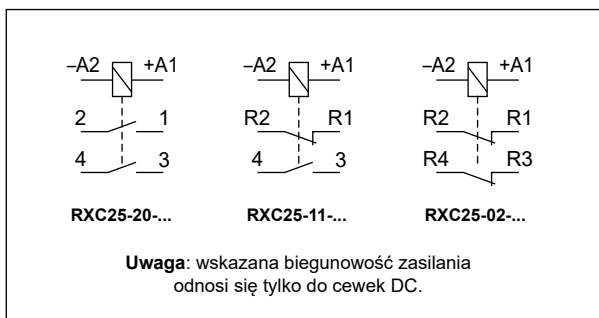 –A2 +A1 –A2 +A1 –A2 +A1
2 1 R2 R1 R2 R1
4 3 4 3 R4 R3
RXC25-20-... RXC25-11-... RXC25-02-...
Uwaga: wskazana biegunowość zasilania
odnosi się tylko do cewek DC.